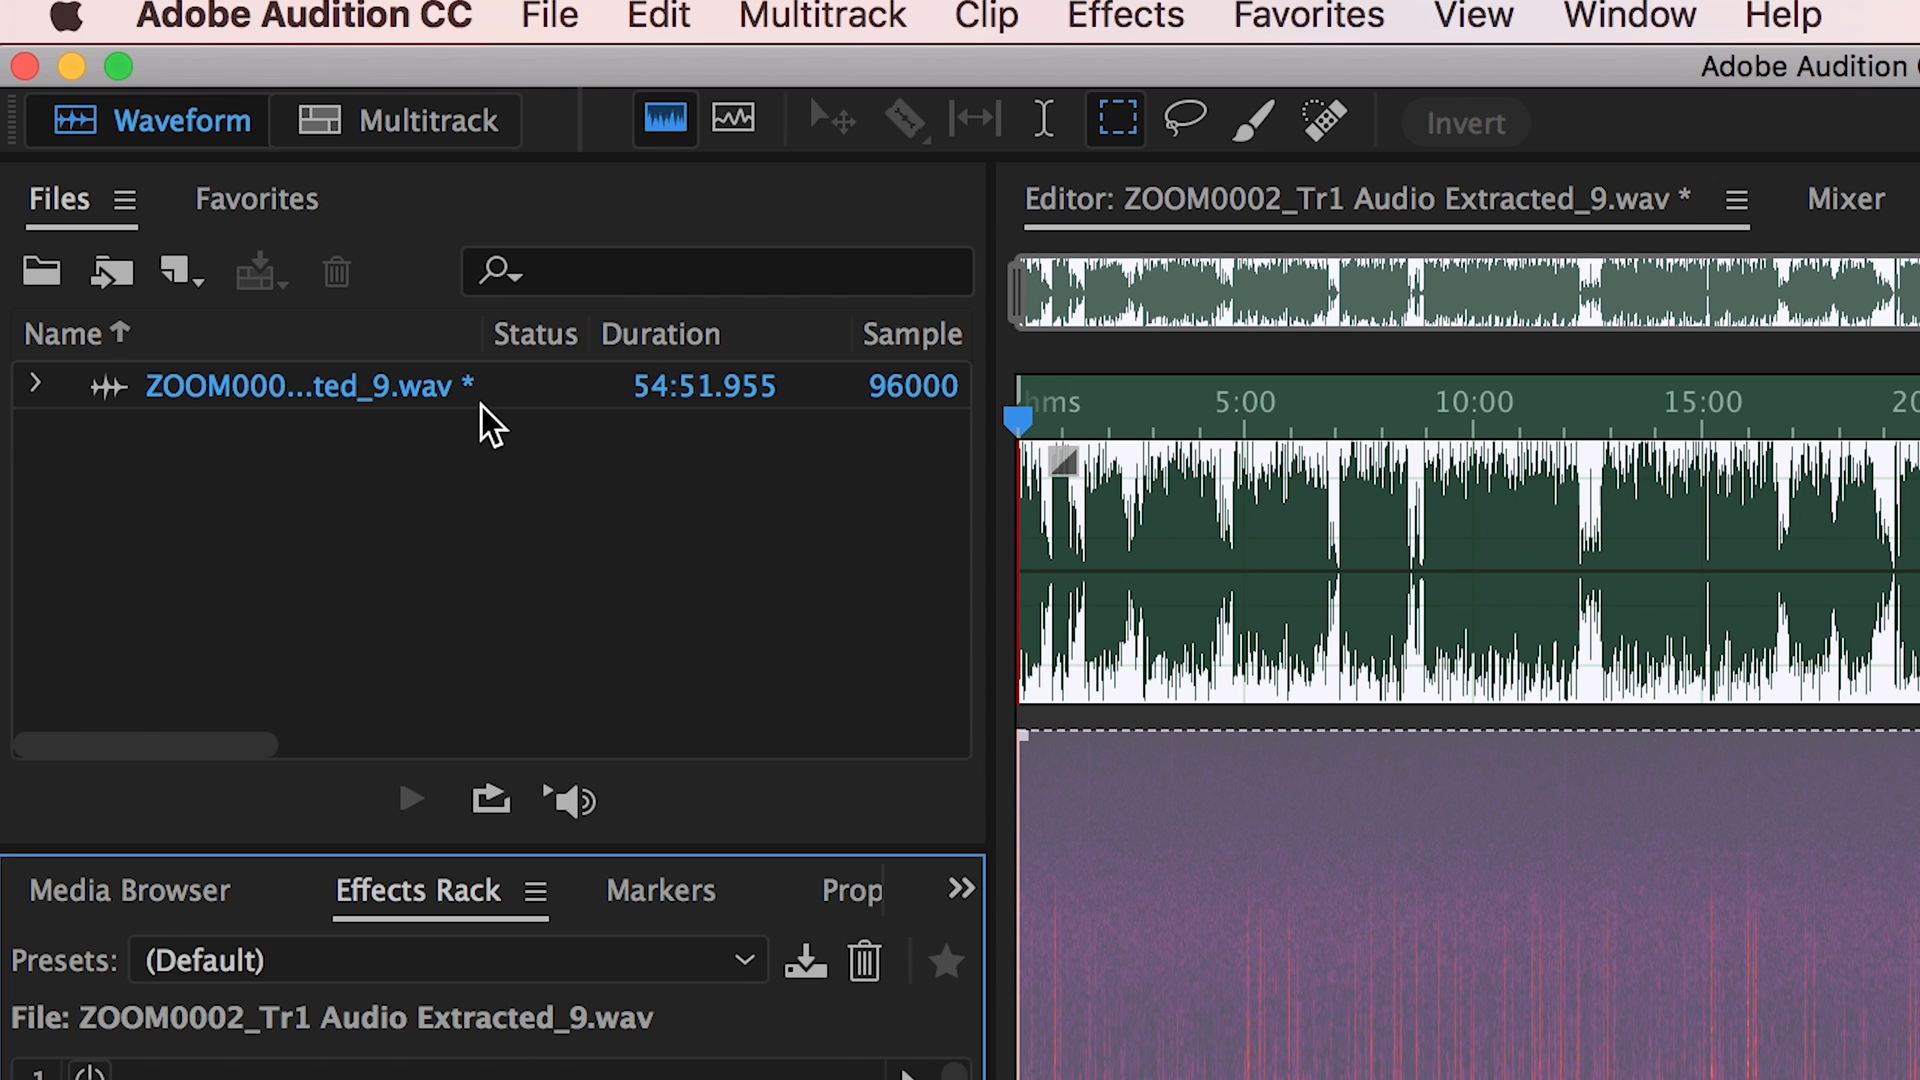 Adobe Audition CC File Edit Multitrack Clip Effects Favorites View Window Help
Adobe Audition
Waveform Multitrack Invert
Files Favorites
Editor: ZOOM0002_Tr1 Audio Extracted_9.wav * Mixer
Name Status Duration Sample
ZOOM000...ted_9.wav * 54:51.955 96000
hms 5:00 10:00 15:00
Media Browser Effects Rack Markers Prop
Presets: (Default)
File: ZOOM0002_Tr1 Audio Extracted_9.wav
1